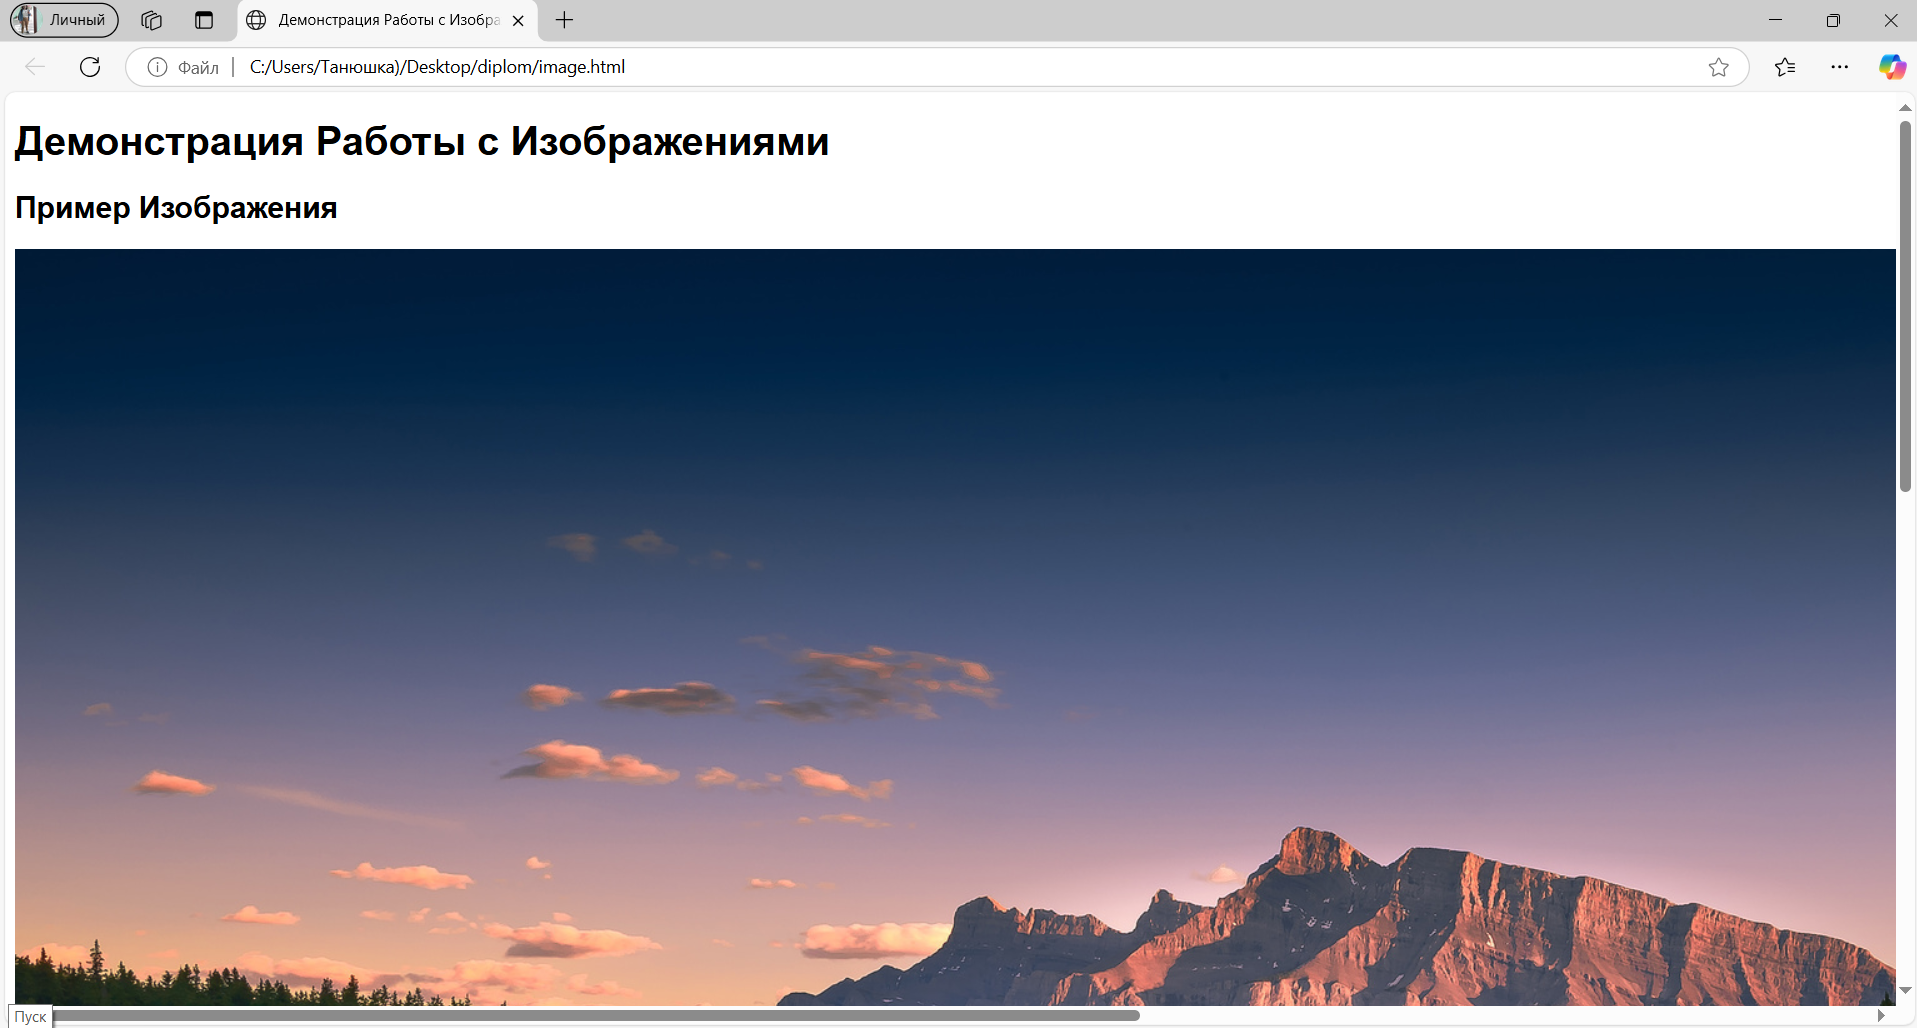 Личный
Демонстрация Работы с Изобра
Файл
C:/Users/Танюшка)/Desktop/diplom/image.html
Демонстрация Работы с Изображениями
Пример Изображения
Пуск